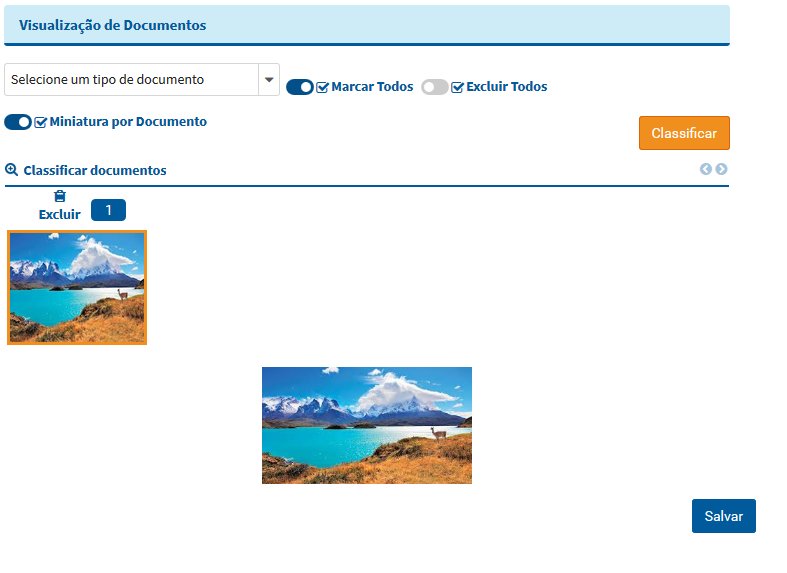 Visualização de Documentos
Selecione um tipo de documento
Marcar Todos
Excluir Todos
Miniatura por Documento
Classificar
Classificar documentos
Excluir
1
Salvar